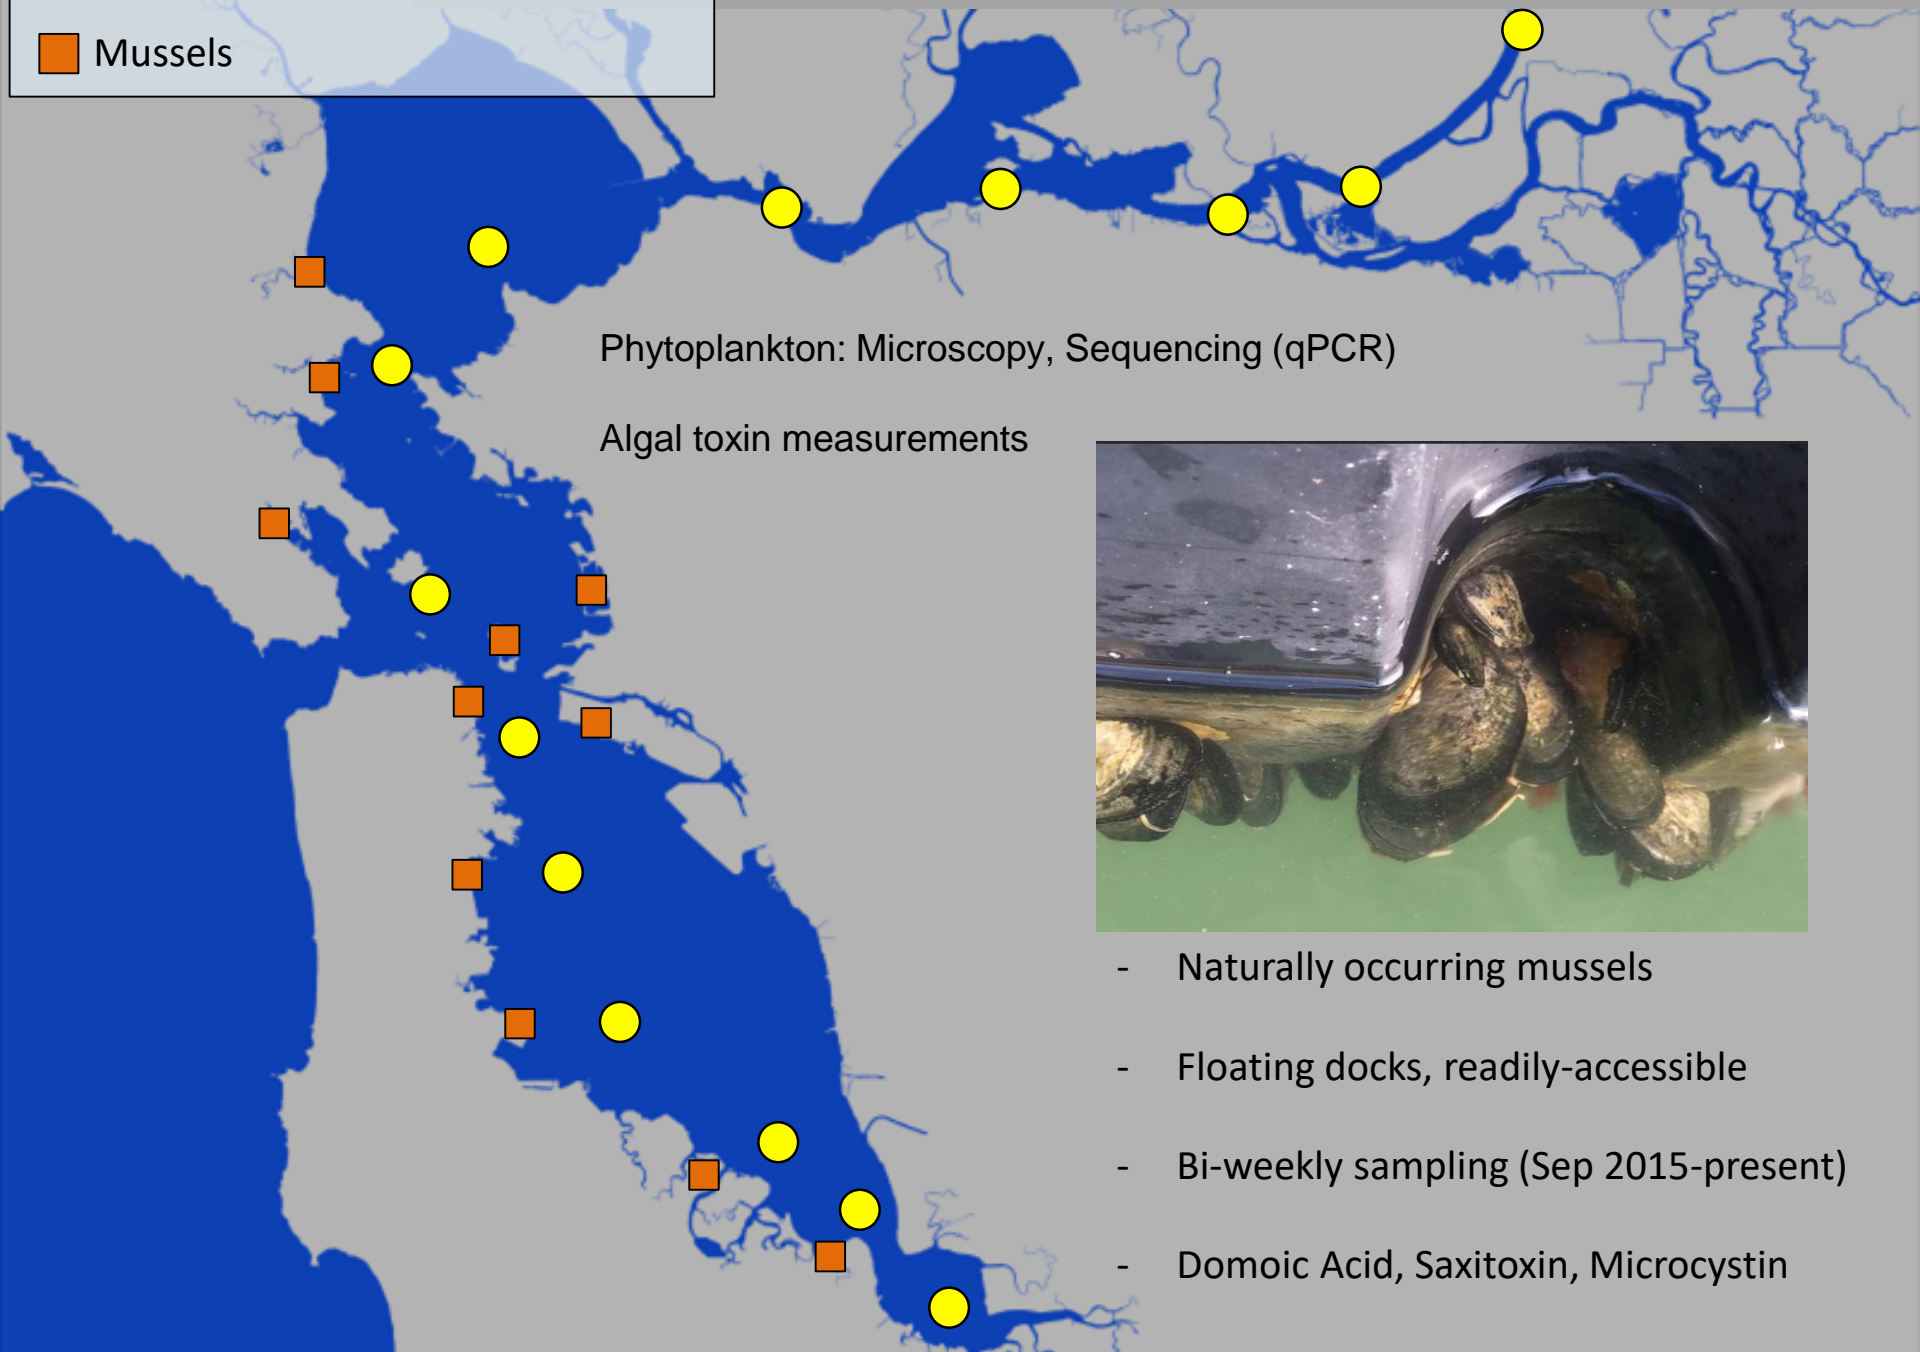 Mussels
Phytoplankton: Microscopy, Sequencing (qPCR)
Algal toxin measurements
- Naturally occurring mussels
- Floating docks, readily-accessible
- Bi-weekly sampling (Sep 2015-present)
- Domoic Acid, Saxitoxin, Microcystin